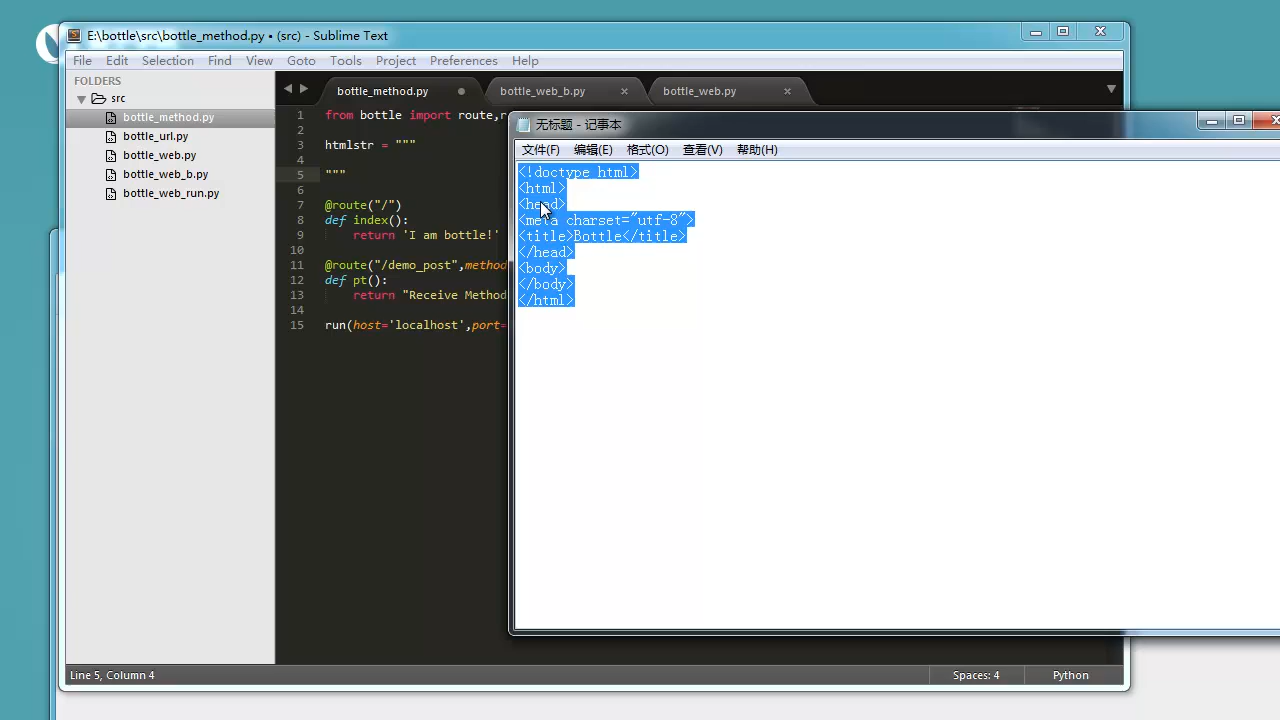 E:\bottle\src\bottle_method.py • (src) - Sublime Text
File Edit Selection Find View Goto Tools Project Preferences Help
FOLDERS
src
bottle_method.py
bottle_url.py
bottle_web.py
bottle_web_b.py
bottle_web_run.py
bottle_method.py bottle_web_b.py bottle_web.py
1 from bottle import route,r
2
3 htmlstr = """
4
5 """
6
7 @route("/")
8 def index():
9 return 'I am bottle!'
10
11 @route("/demo_post",method
12 def pt():
13 return "Receive Method
14
15 run(host='localhost',port=
无标题 - 记事本
文件(F) 编辑(E) 格式(O) 查看(V) 帮助(H)
<!doctype html>
<html>
<head>
<meta charset="utf-8">
<title>Bottle</title>
</head>
<body>
</body>
</html>
Line 5, Column 4 Spaces: 4 Python